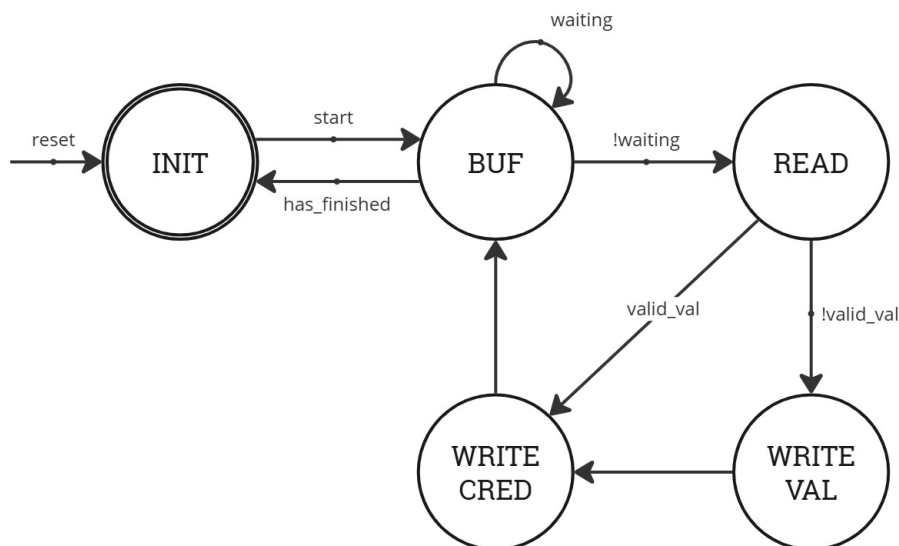 waiting
reset
start
!waiting
INIT
BUF
READ
has_finished
valid_val
!valid_val
WRITE
CRED
WRITE
VAL